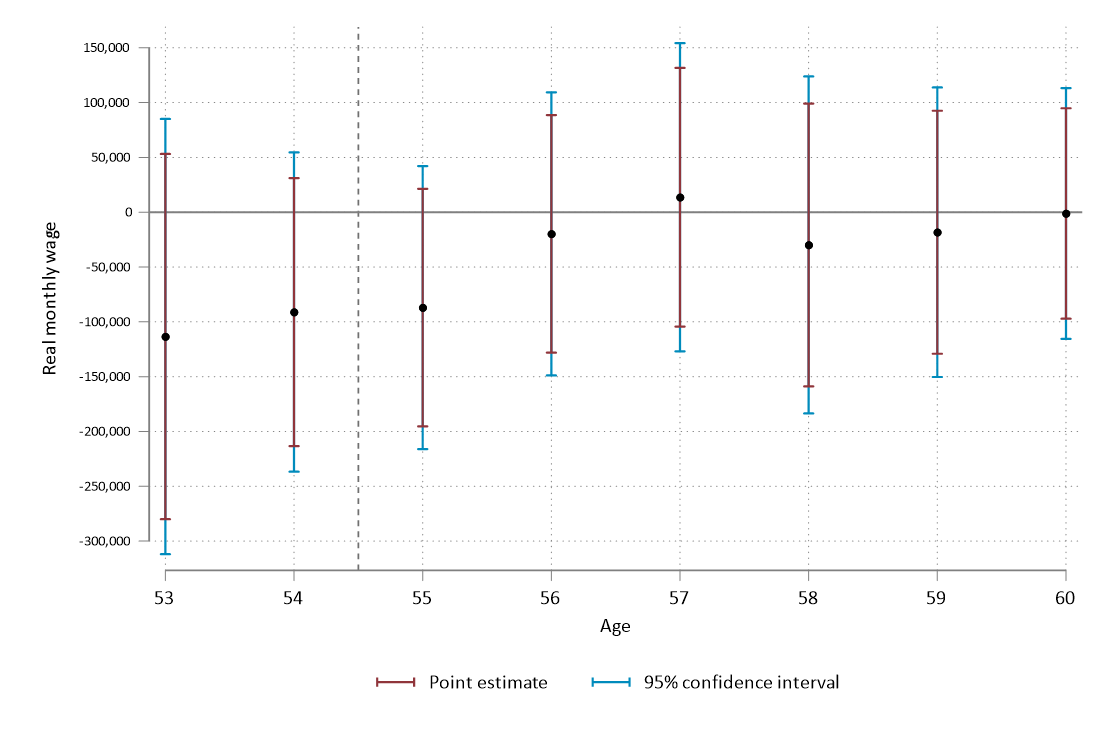 150,000
100,000
50,000
0
-50,000
-100,000
-150,000
-200,000
-250,000
-300,000
Real monthly wage
53 54 55 56 57 58 59 60
Age
Point estimate 95% confidence interval